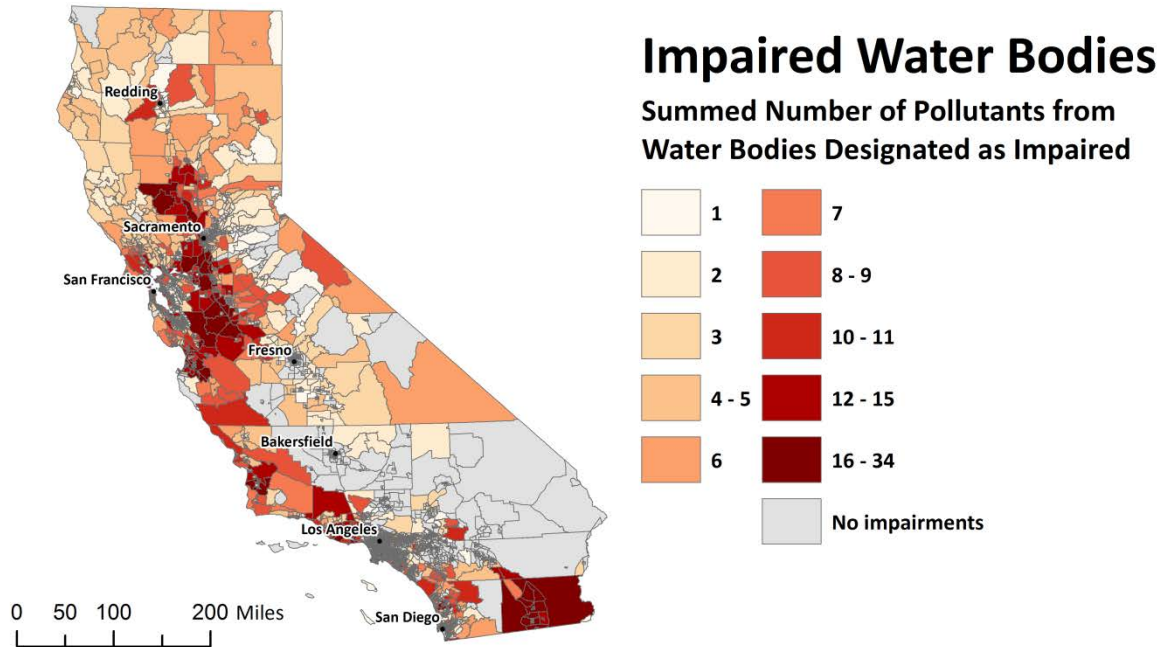 Impaired Water Bodies
Summed Number of Pollutants from
Water Bodies Designated as Impaired
1
2
3
4 - 5
6
7
8 - 9
10 - 11
12 - 15
16 - 34
No impairments
Redding
Sacramento
San Francisco
Fresno
Bakersfield
Los Angeles
San Diego
0 50 100 200 Miles